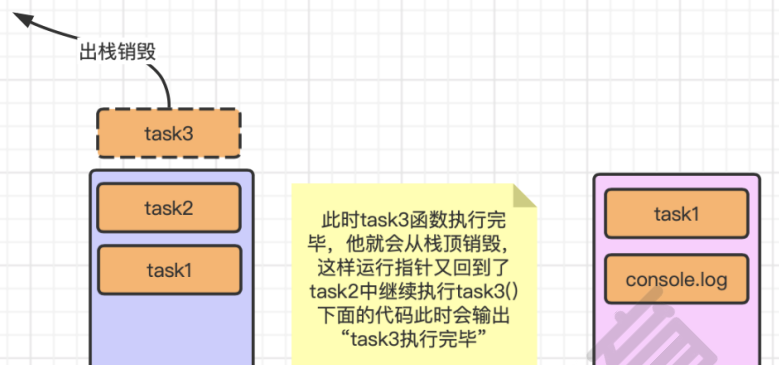 出栈销毁
task3
task2
task1
此时task3函数执行完
毕，他就会从栈顶销毁，
这样运行指针又回到了
task2中继续执行task3()
下面的代码此时会输出
“task3执行完毕”
task1
console.log